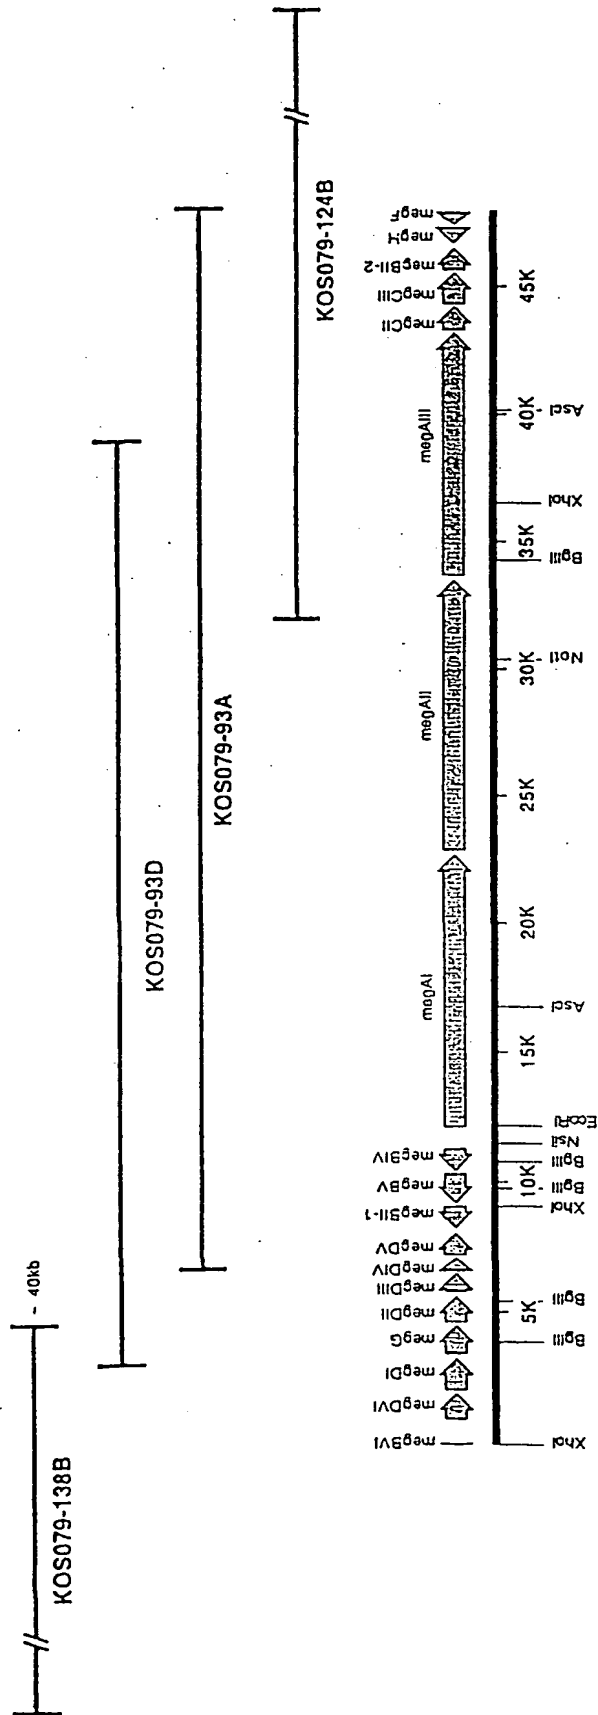 KOS079-138B
~ 40kb
KOS079-93D
KOS079-93A
KOS079-124B
megBVI
megDVI
megDI
megG
megDII
megDIII
megDIV
megDV
megBII-1
megBV
megBIV
megAI
megAII
megAIII
megCII
megCIII
megBII-2
megH
megF
5K
10K
15K
20K
25K
30K
35K
40K
45K
XhoI
BglII
BglII
XhoI
BglII
BglII
NsiI
EcoRI
AscI
NotI
BglII
XhoI
AscI